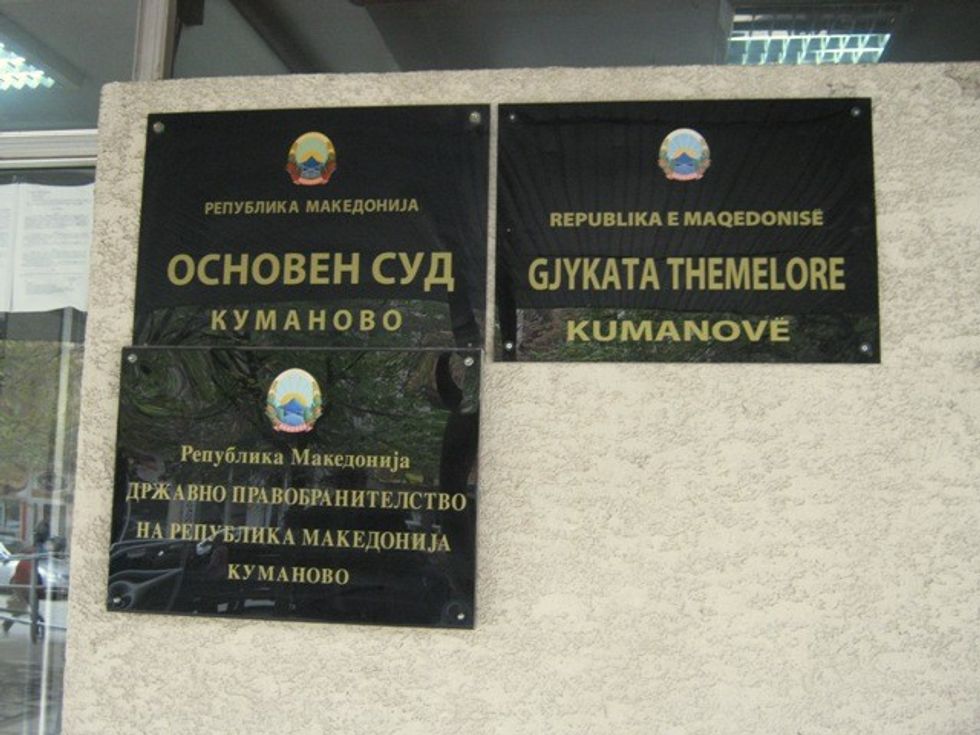 РЕПУБЛИКА МАКЕДОНИЈА
ОСНОВЕН СУД
КУМАНОВО
REPUBLIKA E MAQEDONISË
GJYKATA THEMELORE
KUMANOVË
Република Македонија
ДРЖАВНО ПРАВОБРАНИТЕЛСТВО
НА РЕПУБЛИКА МАКЕДОНИЈА
КУМАНОВО